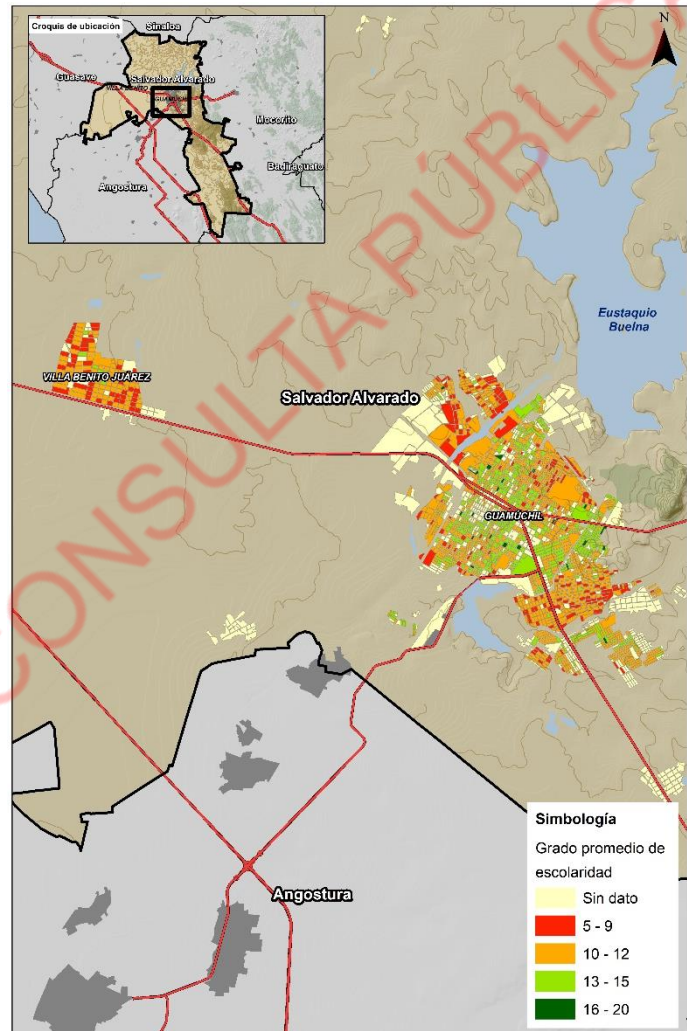 Croquis de ubicación
Sinaloa
Guasave
Salvador Alvarado
Mocorito
Badiraguato
Angostura
N
CONSULTA PÚBLICA
Eustaquio
Buelna
VILLA BENITO JUÁREZ
Salvador Alvarado
GUAMUCHIL
Angostura
Simbología
Grado promedio de
escolaridad
Sin dato
5 - 9
10 - 12
13 - 15
16 - 20